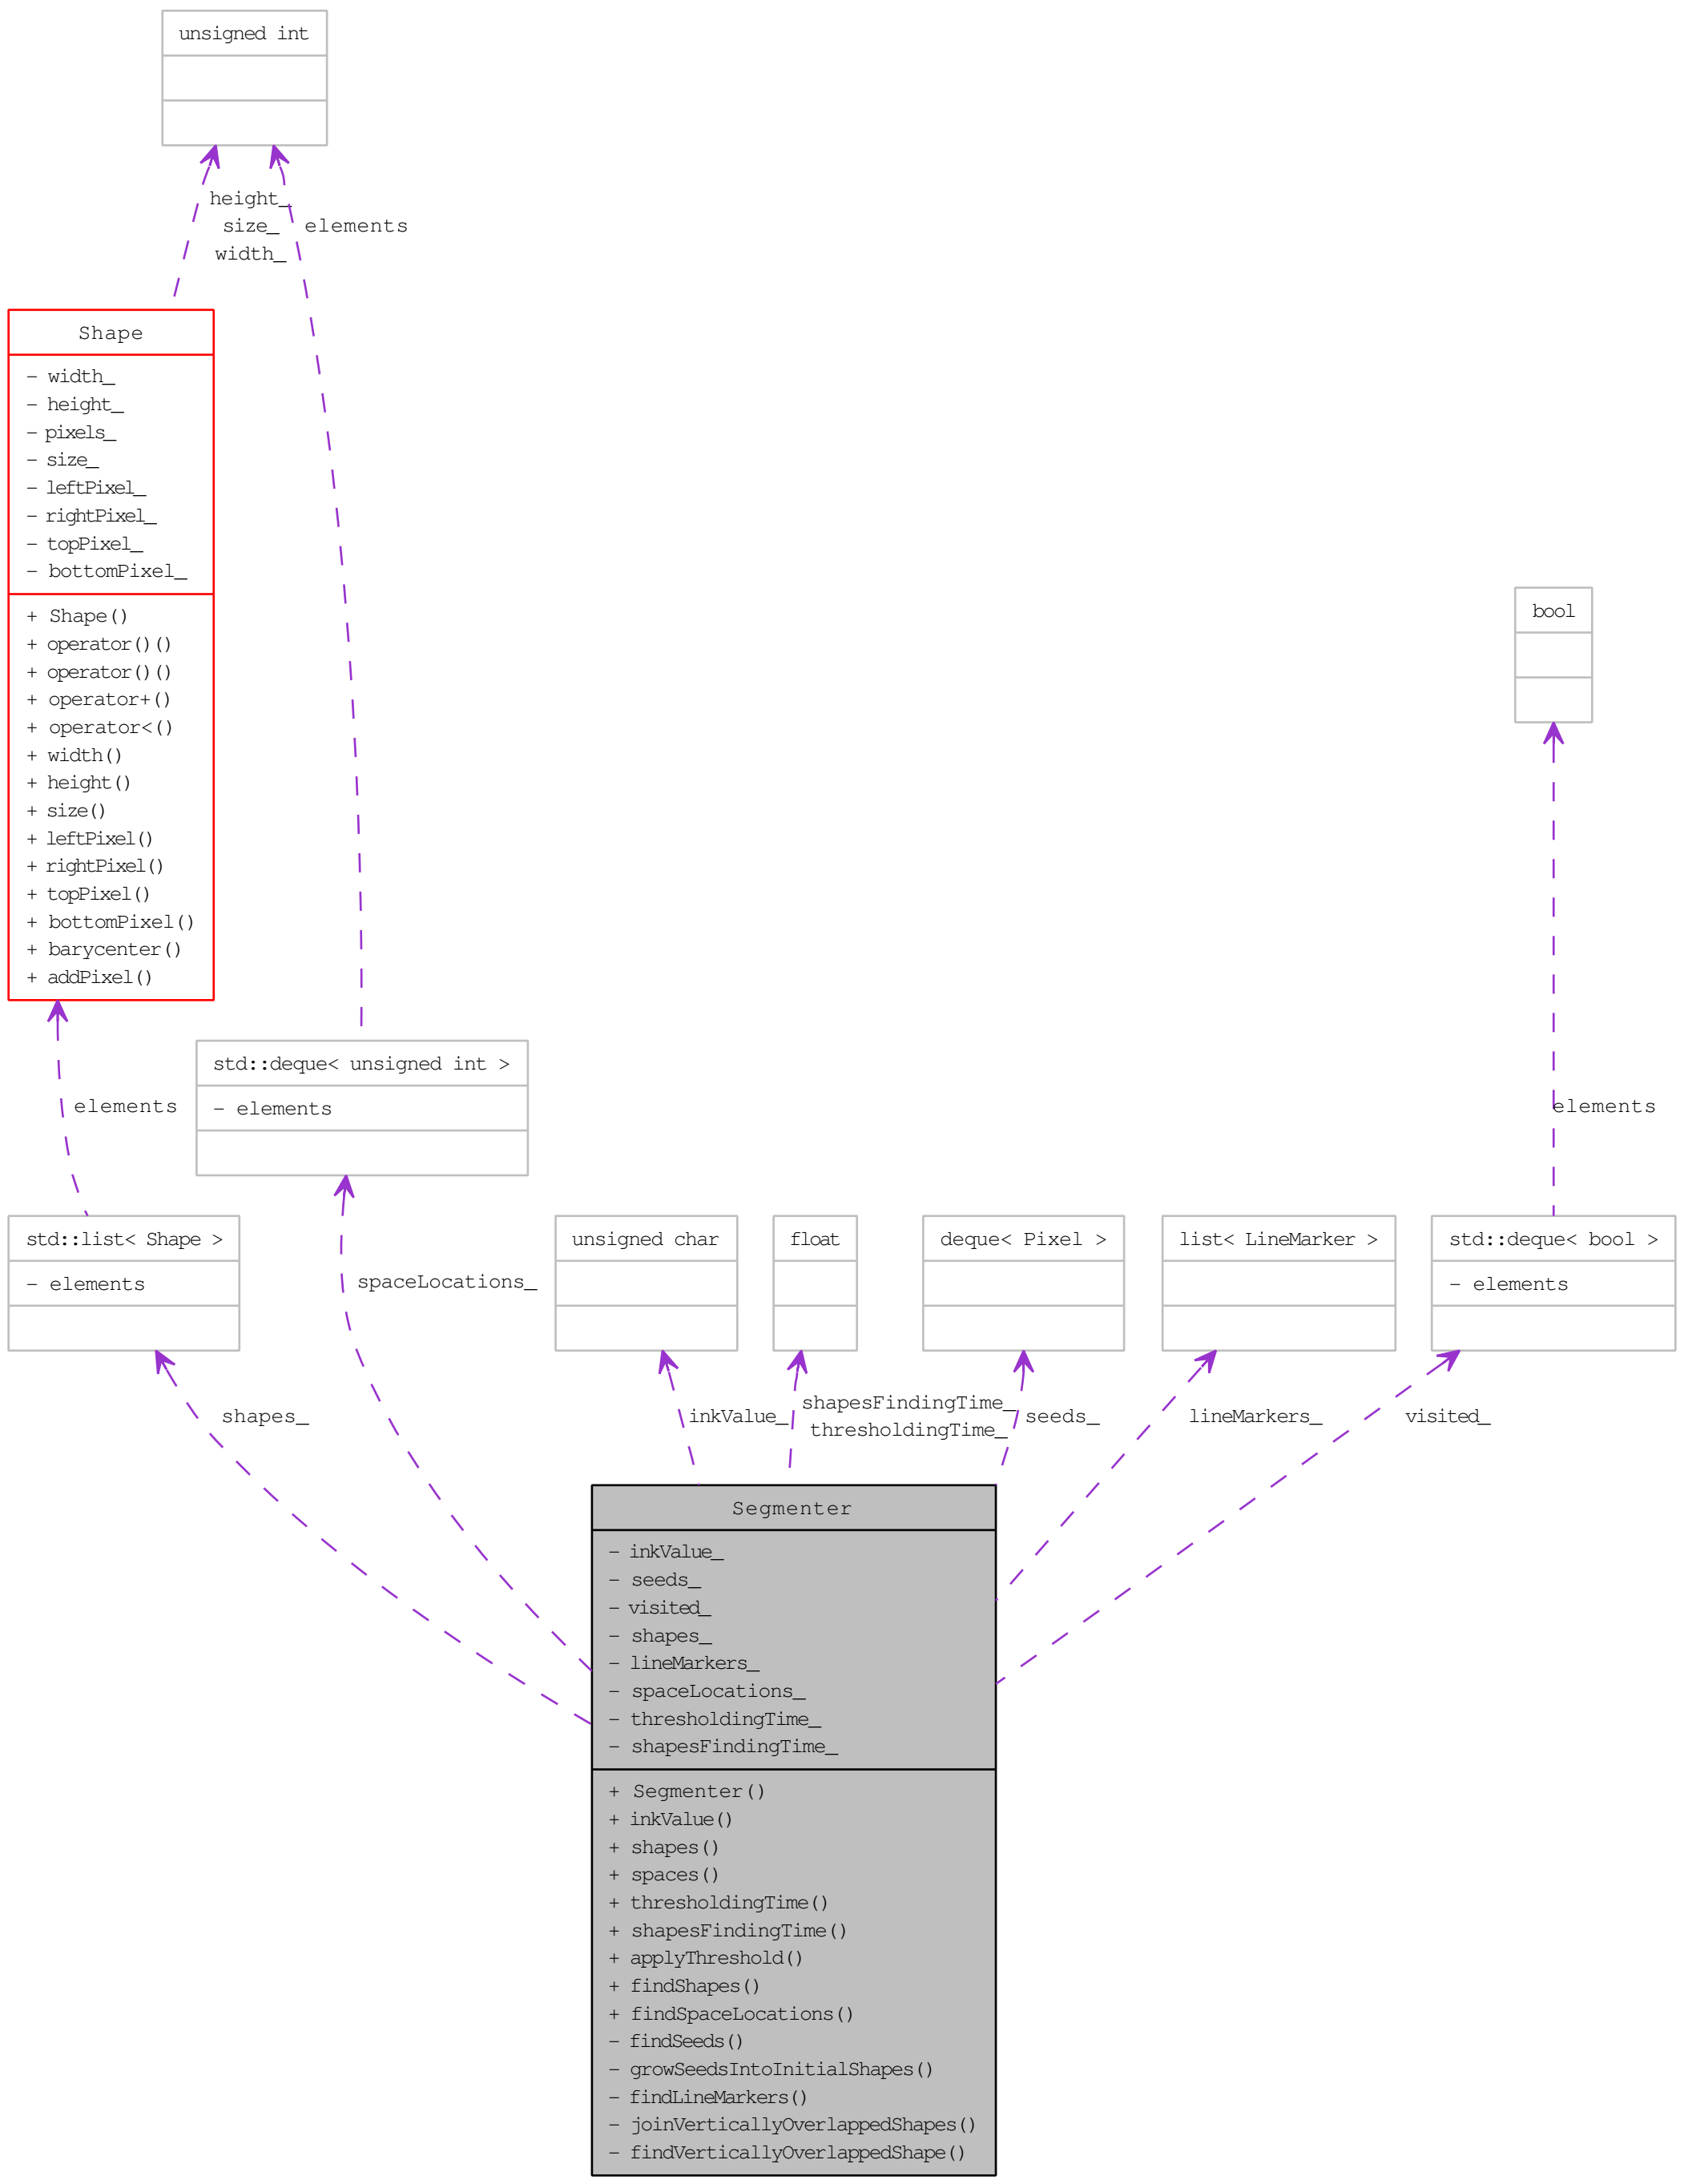 unsigned int
height_
size_
width_
elements
Shape
- width_
- height_
- pixels_
- size_
- leftPixel_
- rightPixel_
- topPixel_
- bottomPixel_
+ Shape()
+ operator()()
+ operator()()
+ operator+()
+ operator<()
+ width()
+ height()
+ size()
+ leftPixel()
+ rightPixel()
+ topPixel()
+ bottomPixel()
+ barycenter()
+ addPixel()
bool
std::deque< unsigned int >
- elements
elements
elements
std::list< Shape >
- elements
spaceLocations_
unsigned char
float
deque< Pixel >
list< LineMarker >
std::deque< bool >
- elements
shapes_
inkValue_
shapesFindingTime_
thresholdingTime_
seeds_
lineMarkers_
visited_
Segmenter
- inkValue_
- seeds_
- visited_
- shapes_
- lineMarkers_
- spaceLocations_
- thresholdingTime_
- shapesFindingTime_
+ Segmenter()
+ inkValue()
+ shapes()
+ spaces()
+ thresholdingTime()
+ shapesFindingTime()
+ applyThreshold()
+ findShapes()
+ findSpaceLocations()
- findSeeds()
- growSeedsIntoInitialShapes()
- findLineMarkers()
- joinVerticallyOverlappedShapes()
- findVerticallyOverlappedShape()